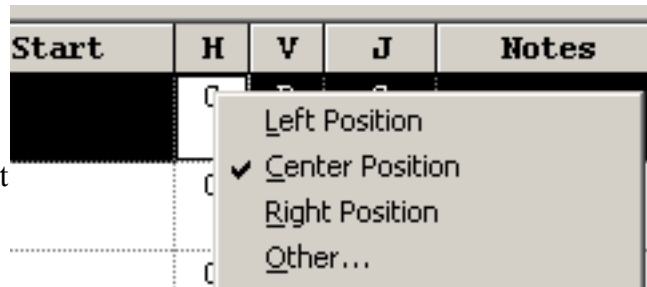 Start H V J Notes
Left Position
t
Center Position
Right Position
Other...